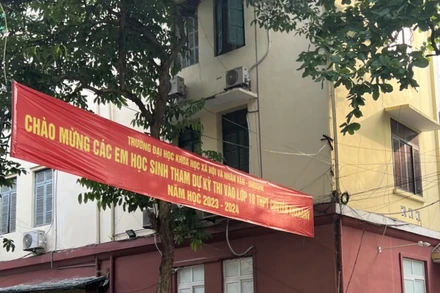 TRƯỜNG ĐẠI HỌC KHOA HỌC XÃ HỘI VÀ NHÂN VĂN -
CHÀO MỪNG CÁC EM HỌC SINH THAM DỰ KỲ THI VÀO LỚP 10 THPT CHUYÊN
NĂM HỌC 2023 - 2024